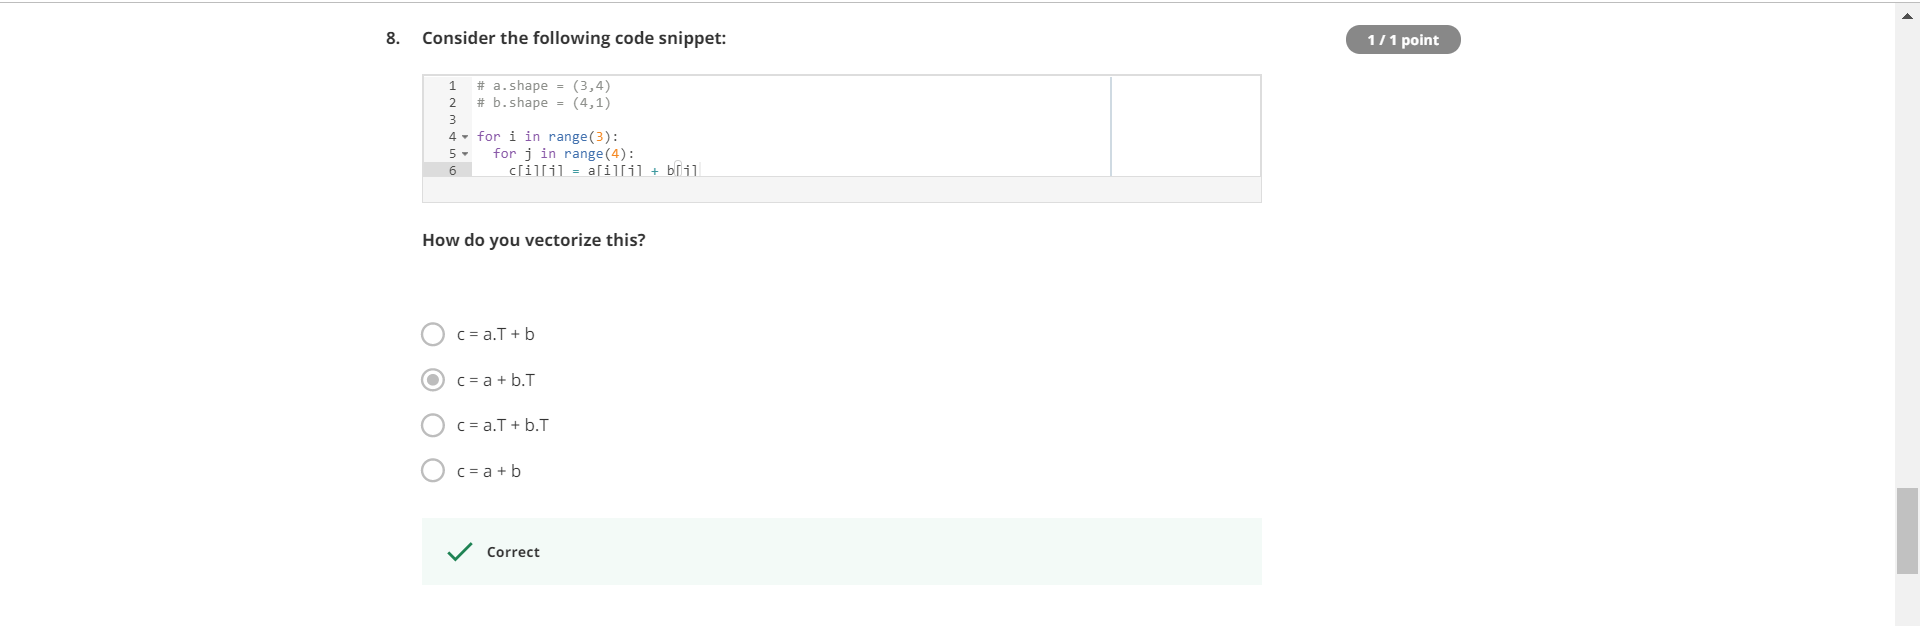 8. Consider the following code snippet:
1 / 1 point
1 # a.shape = (3,4)
2 # b.shape = (4,1)
3
4 for i in range(3):
5 for j in range(4):
6 c[i][j] = a[i][j] + b[j]
How do you vectorize this?
c = a.T + b
c = a + b.T
c = a.T + b.T
c = a + b
Correct